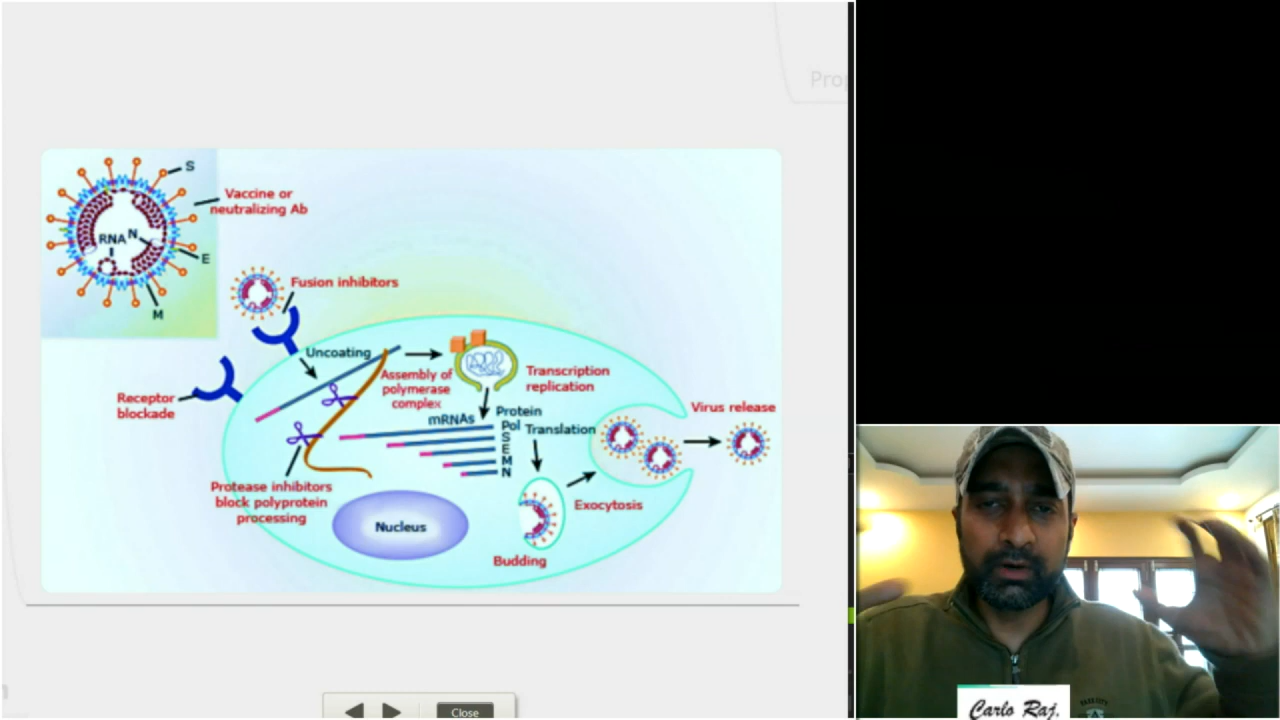 Prop
S
Vaccine or
neutralizing Ab
RNA
N
E
M
Fusion inhibitors
Uncoating
Receptor
blockade
Assembly of
polymerase
complex
Transcription
replication
mRNAs
Protein
Pol
S
E
M
N
Translation
Virus release
Protease inhibitors
block polyprotein
processing
Nucleus
Exocytosis
Budding
Close
Carlo Raj.